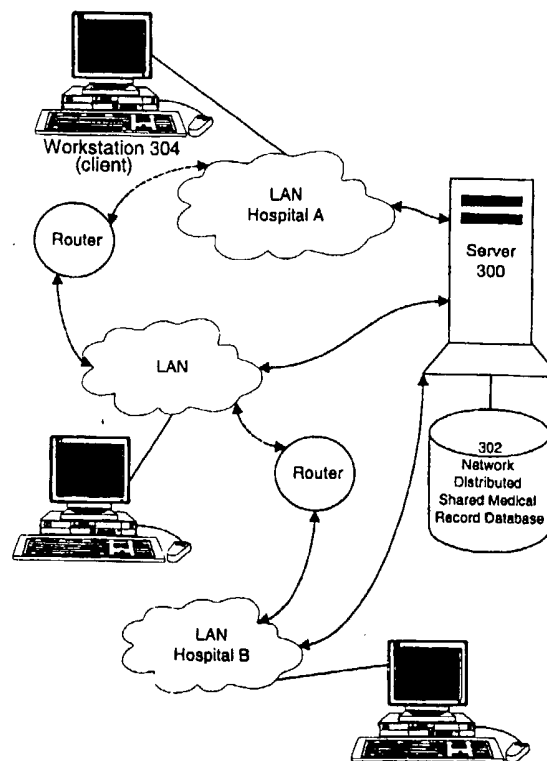 Workstation 304
(client)
LAN
Hospital A
Router
Server
300
LAN
302
Network
Distributed
Shared Medical
Record Database
Router
LAN
Hospital B